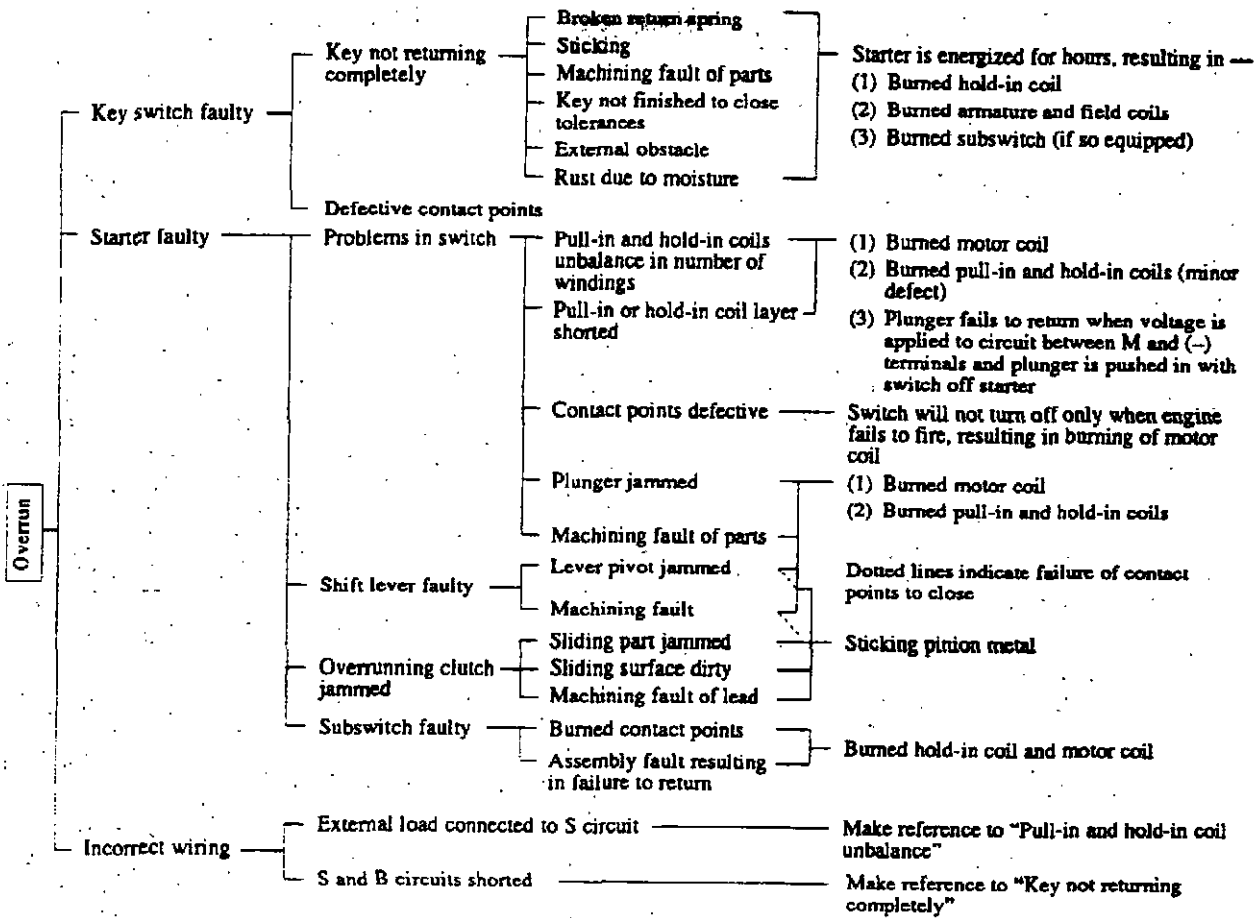 Overrun
Key switch faulty
Key not returning
completely
Broken return spring
Sticking
Machining fault of parts
Key not finished to close
tolerances
External obstacle
Rust due to moisture
Starter is energized for hours, resulting in —
(1) Burned hold-in coil
(2) Burned armature and field coils
(3) Burned subswitch (if so equipped)
Defective contact points
Starter faulty
Problems in switch
Pull-in and hold-in coils
unbalance in number of
windings
Pull-in or hold-in coil layer
shorted
(1) Burned motor coil
(2) Burned pull-in and hold-in coils (minor
defect)
(3) Plunger fails to return when voltage is
applied to circuit between M and (–)
terminals and plunger is pushed in with
switch off starter
Contact points defective
Switch will not turn off only when engine
fails to fire, resulting in burning of motor
coil
Plunger jammed
Machining fault of parts
(1) Burned motor coil
(2) Burned pull-in and hold-in coils
Shift lever faulty
Lever pivot jammed
Machining fault
Dotted lines indicate failure of contact
points to close
Overrunning clutch
jammed
Sliding part jammed
Sliding surface dirty
Machining fault of lead
Sticking pinion metal
Subswitch faulty
Burned contact points
Assembly fault resulting
in failure to return
Burned hold-in coil and motor coil
Incorrect wiring
External load connected to S circuit
Make reference to “Pull-in and hold-in coil
unbalance”
S and B circuits shorted
Make reference to “Key not returning
completely”